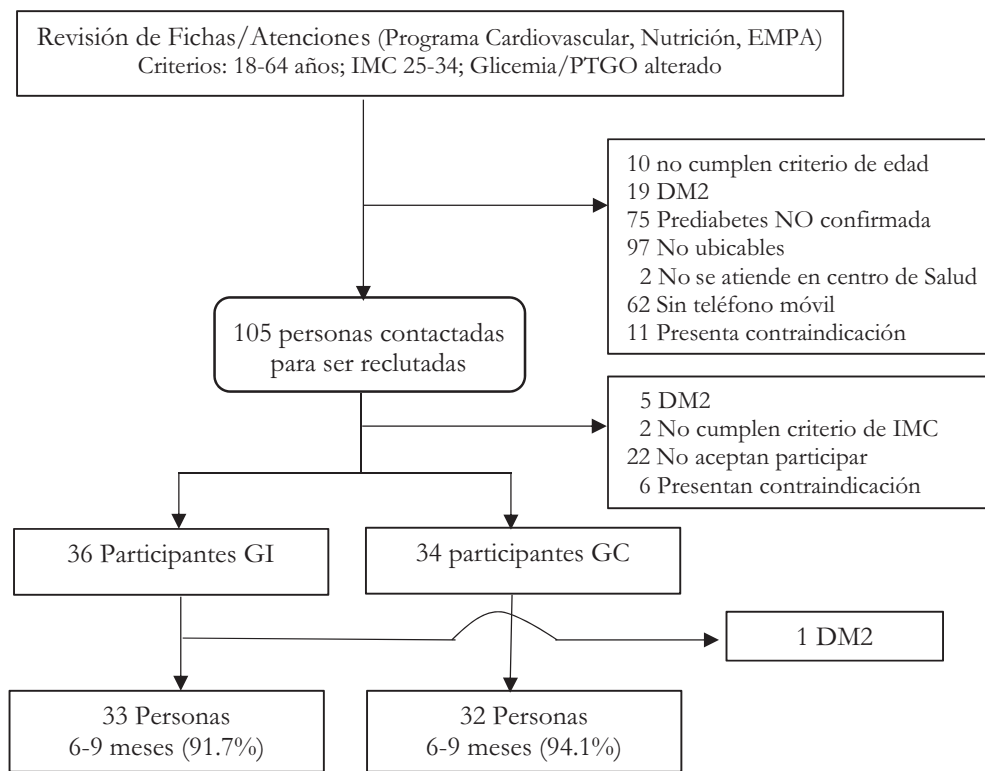 Revisión de Fichas/Atenciones (Programa Cardiovascular, Nutrición, EMPA)
Criterios: 18-64 años; IMC 25-34; Glicemia/PTGO alterado
10 no cumplen criterio de edad
19 DM2
75 Prediabetes NO confirmada
97 No ubicables
2 No se atiende en centro de Salud
62 Sin teléfono móvil
11 Presenta contraindicación
105 personas contactadas
para ser reclutadas
5 DM2
2 No cumplen criterio de IMC
22 No aceptan participar
6 Presentan contraindicación
36 Participantes GI
34 participantes GC
1 DM2
33 Personas
6-9 meses (91.7%)
32 Personas
6-9 meses (94.1%)